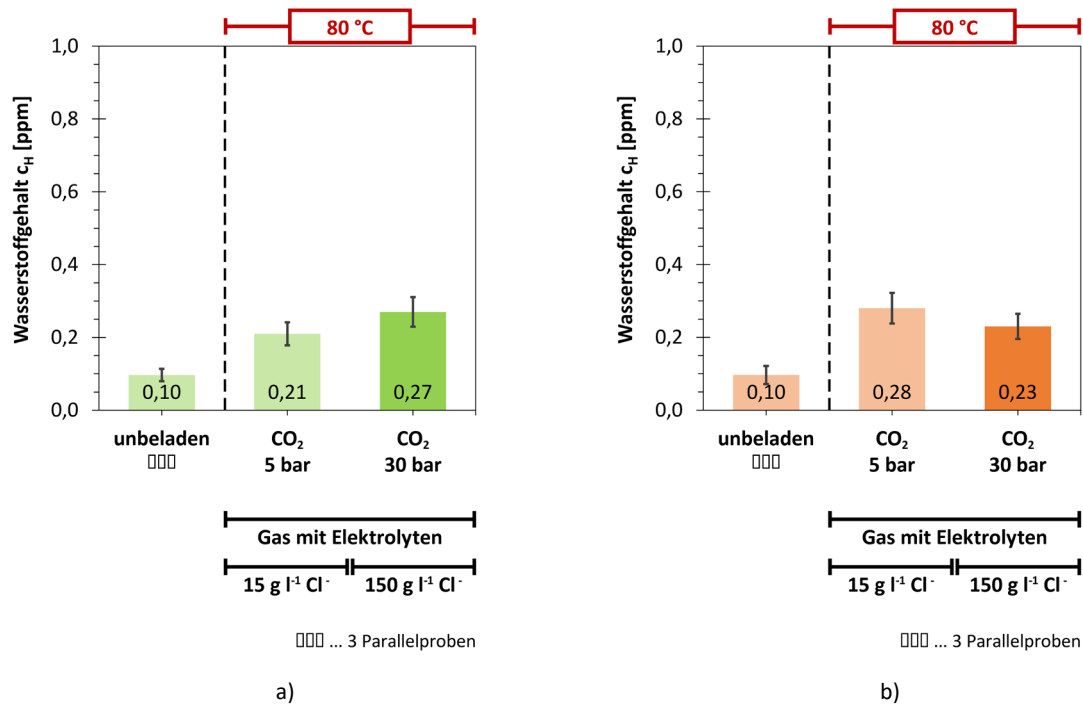 80 °C
1,0
0,8
0,6
0,4
0,2
0,0
Wasserstoffgehalt c_H [ppm]
0,10
0,21
0,27
unbeladen
▯▯▯
CO₂
5 bar
CO₂
30 bar
Gas mit Elektrolyten
15 g l⁻¹ Cl⁻
150 g l⁻¹ Cl⁻
▯▯▯ ... 3 Parallelproben
a)
80 °C
1,0
0,8
0,6
0,4
0,2
0,0
Wasserstoffgehalt c_H [ppm]
0,10
0,28
0,23
unbeladen
▯▯▯
CO₂
5 bar
CO₂
30 bar
Gas mit Elektrolyten
15 g l⁻¹ Cl⁻
150 g l⁻¹ Cl⁻
▯▯▯ ... 3 Parallelproben
b)